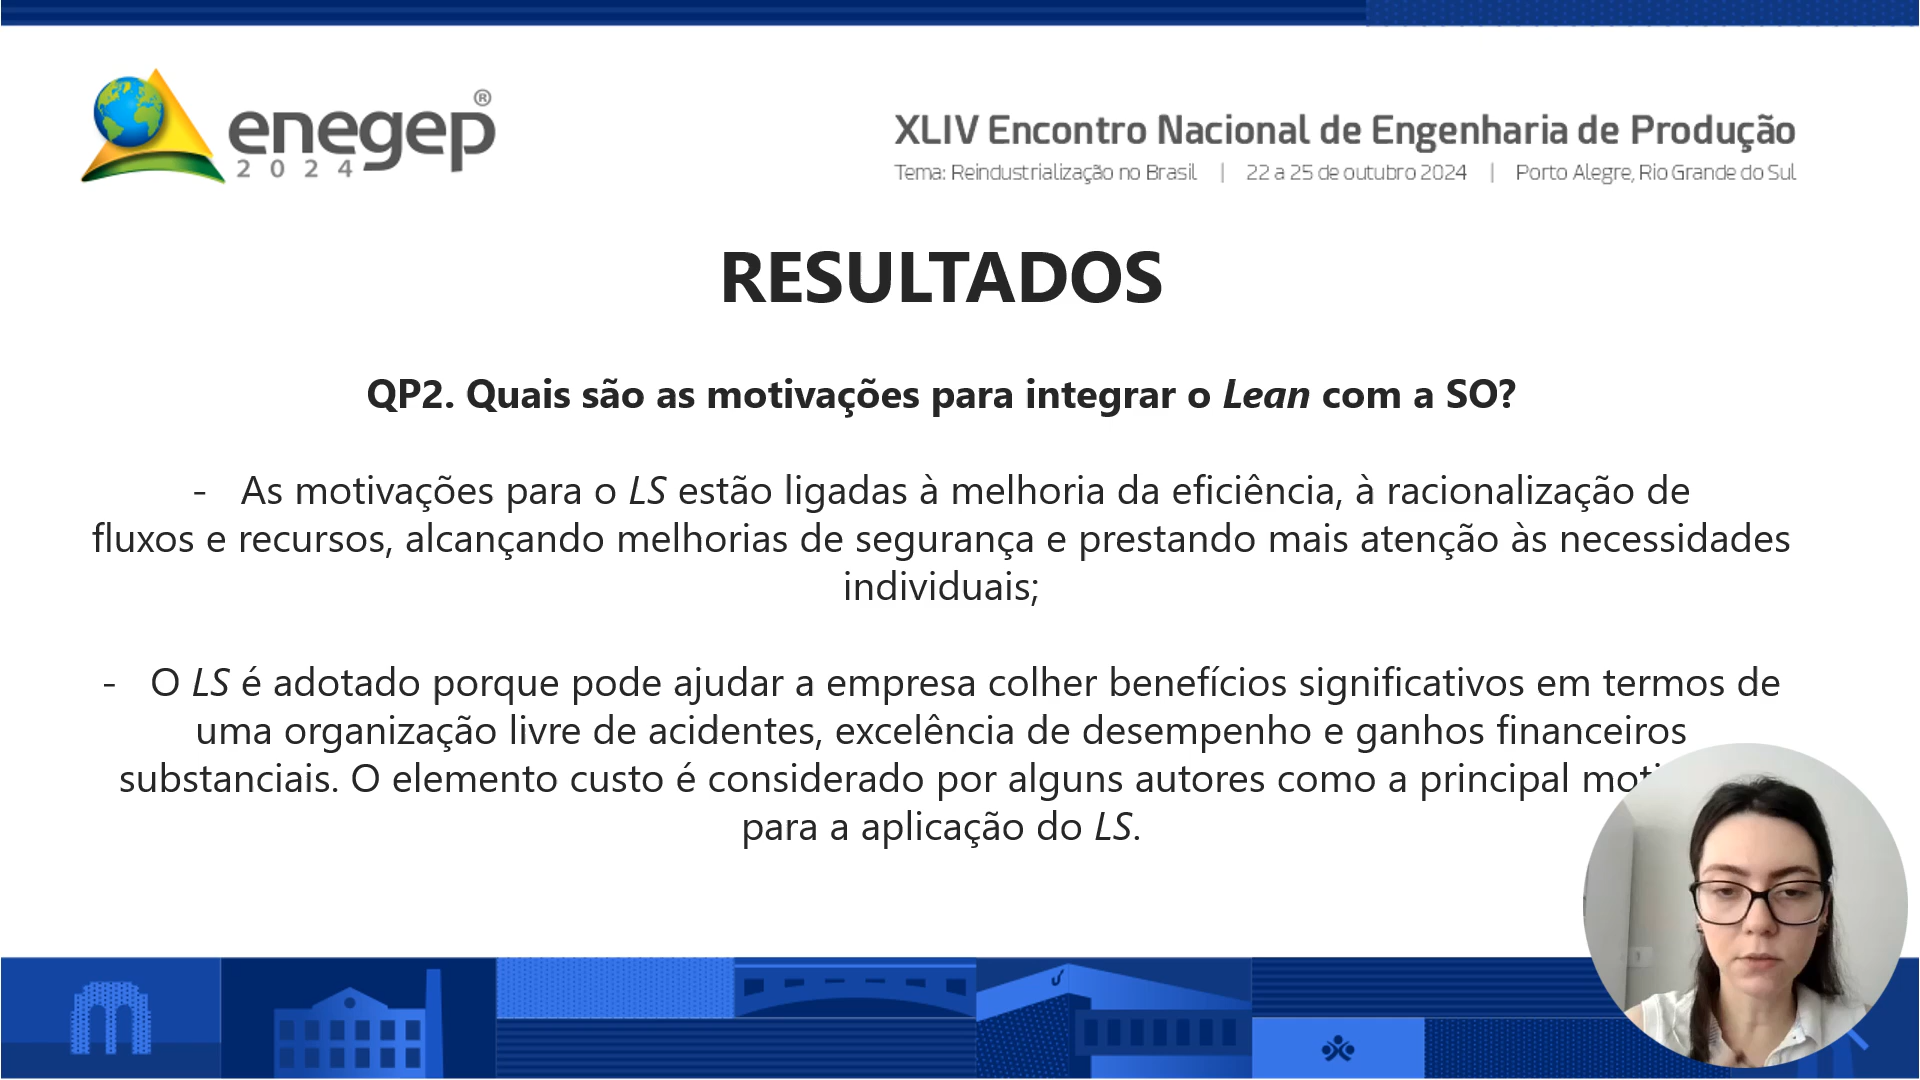 enegep®
2024
XLIV Encontro Nacional de Engenharia de Produção
Tema: Reindustrialização no Brasil | 22 a 25 de outubro 2024 | Porto Alegre, Rio Grande do Sul
RESULTADOS
QP2. Quais são as motivações para integrar o Lean com a SO?
- As motivações para o LS estão ligadas à melhoria da eficiência, à racionalização de
fluxos e recursos, alcançando melhorias de segurança e prestando mais atenção às necessidades
individuais;
- O LS é adotado porque pode ajudar a empresa colher benefícios significativos em termos de
uma organização livre de acidentes, excelência de desempenho e ganhos financeiros
substanciais. O elemento custo é considerado por alguns autores como a principal
para a aplicação do LS.